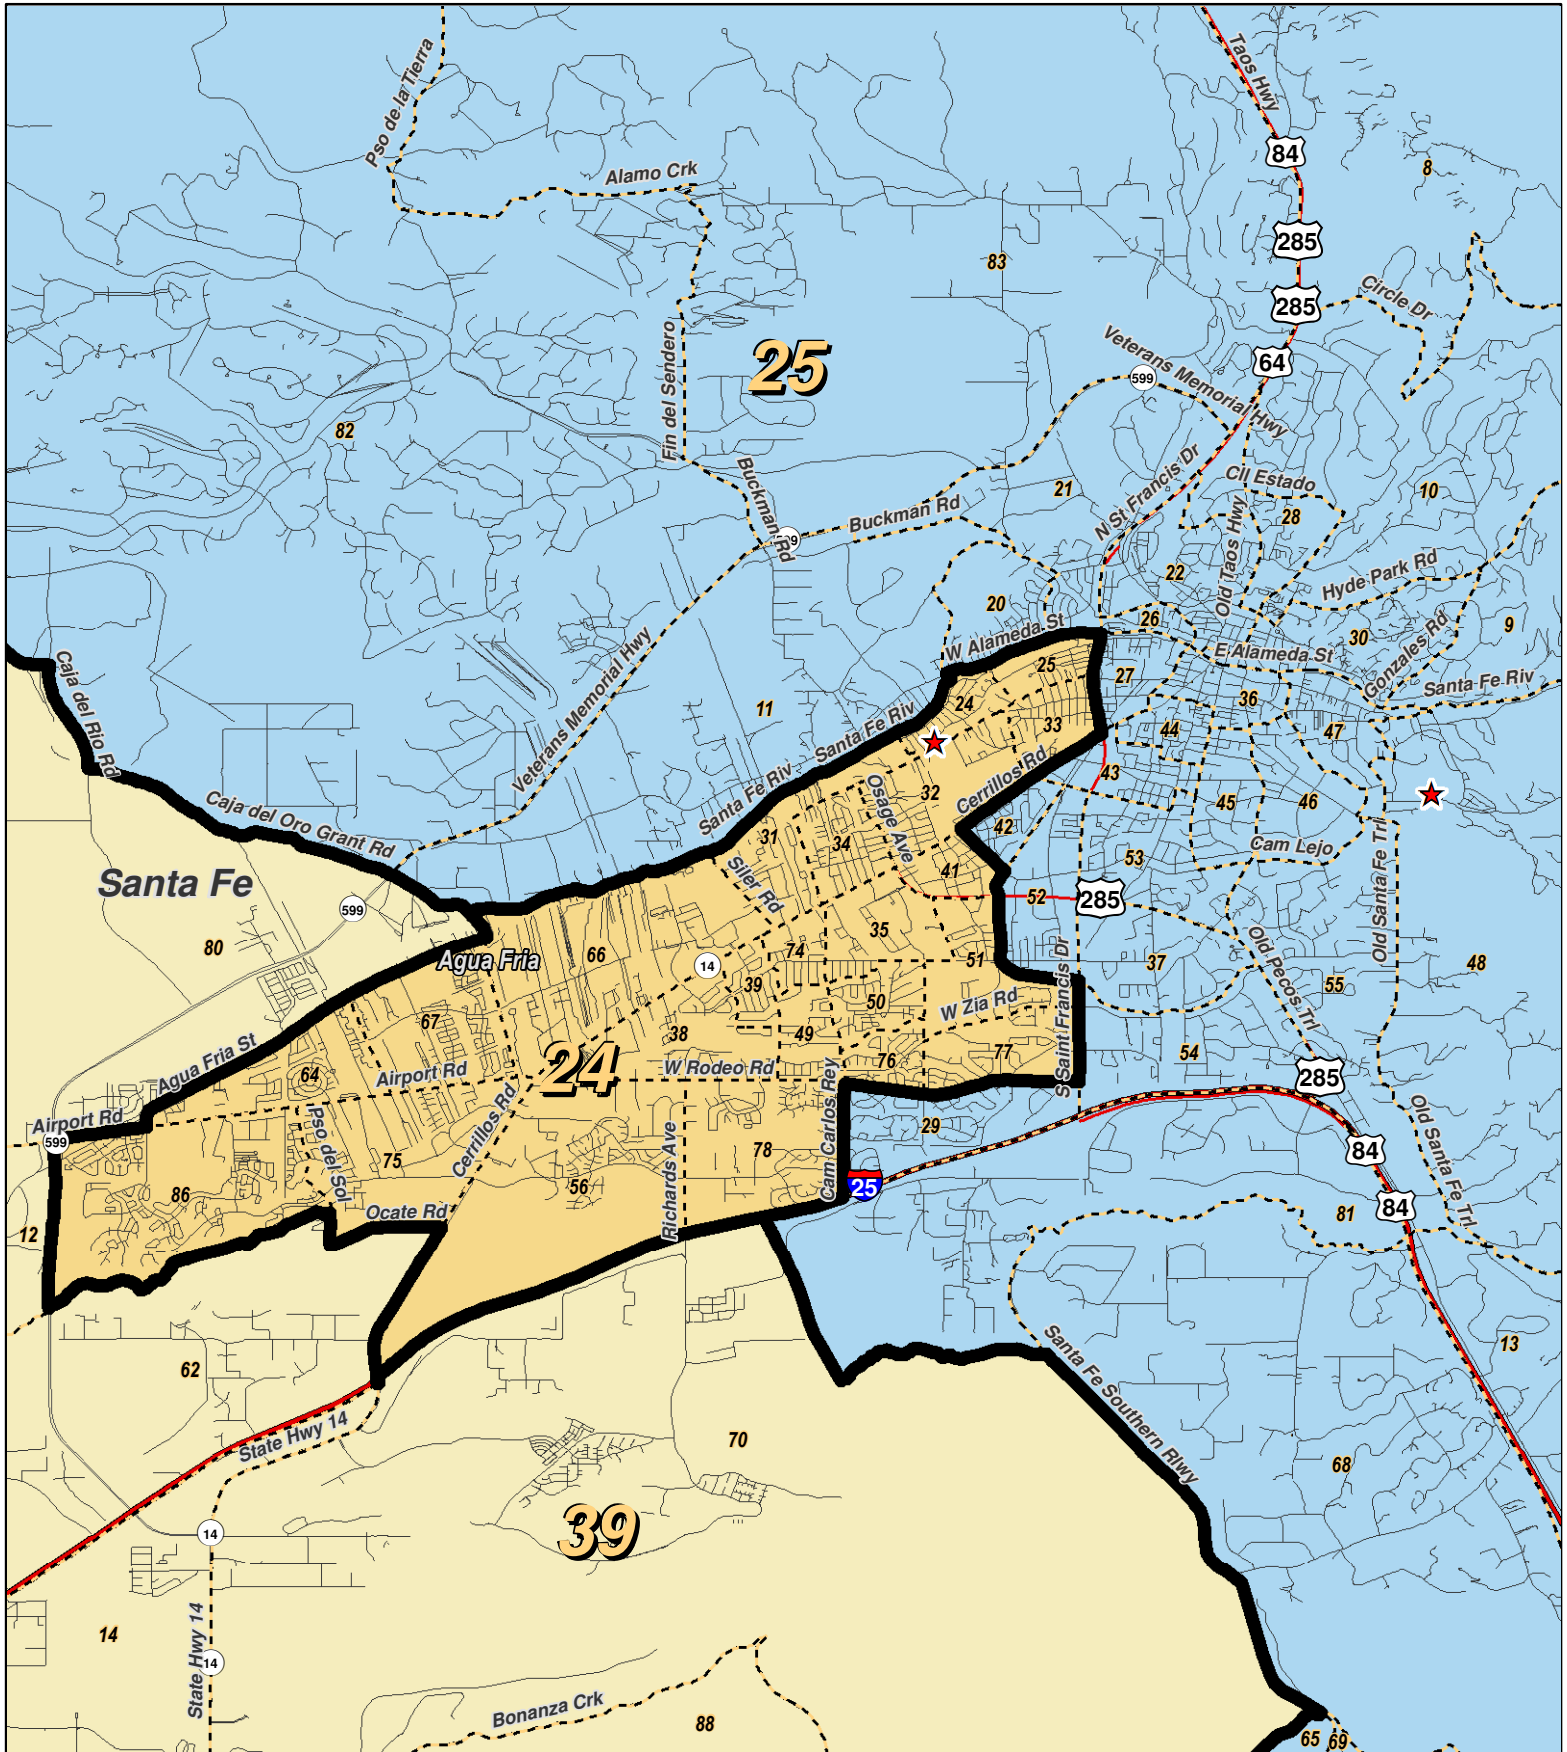 Taos Hwy
Pso de la Tierra
84
8
Alamo Crk
285
83
285
Circle Dr
Fin del Sendero
25
Veterans Memorial Hwy
64
599
82
N St Francis Dr
Cll Estado
Buckman Rd
21
10
Buckman Rd
28
Old Taos Hwy
22
Hyde Park Rd
20
26
9
W Alameda St
30
Gonzales Rd
E Alameda St
Caja del Rio Rd
25
27
Santa Fe Riv
Veterans Memorial Hwy
11
24
36
Santa Fe Riv
33
44
47
Santa Fe Riv
Cerrillos Rd
43
Osage Ave
32
45
46
Caja del Oro Grant Rd
31
34
42
Cam Lejo
53
Siler Rd
41
Old Santa Fe Trl
Santa Fe
52
285
599
80
35
Agua Fria
66
74
51
37
48
14
S Saint Francis Dr
Old Pecos Trl
39
50
55
W Zia Rd
67
38
49
54
Agua Fria St
24
76
77
64
Airport Rd
W Rodeo Rd
285
Airport Rd
599
Pso del Sol
Cerrillos Rd
Richards Ave
Cam Carlos Rey
29
Old Santa Fe Trl
75
78
84
86
56
25
84
Ocate Rd
81
12
62
Santa Fe Southern Rlwy
13
State Hwy 14
70
68
39
14
14
State Hwy 14
14
Bonanza Crk
88
65
69